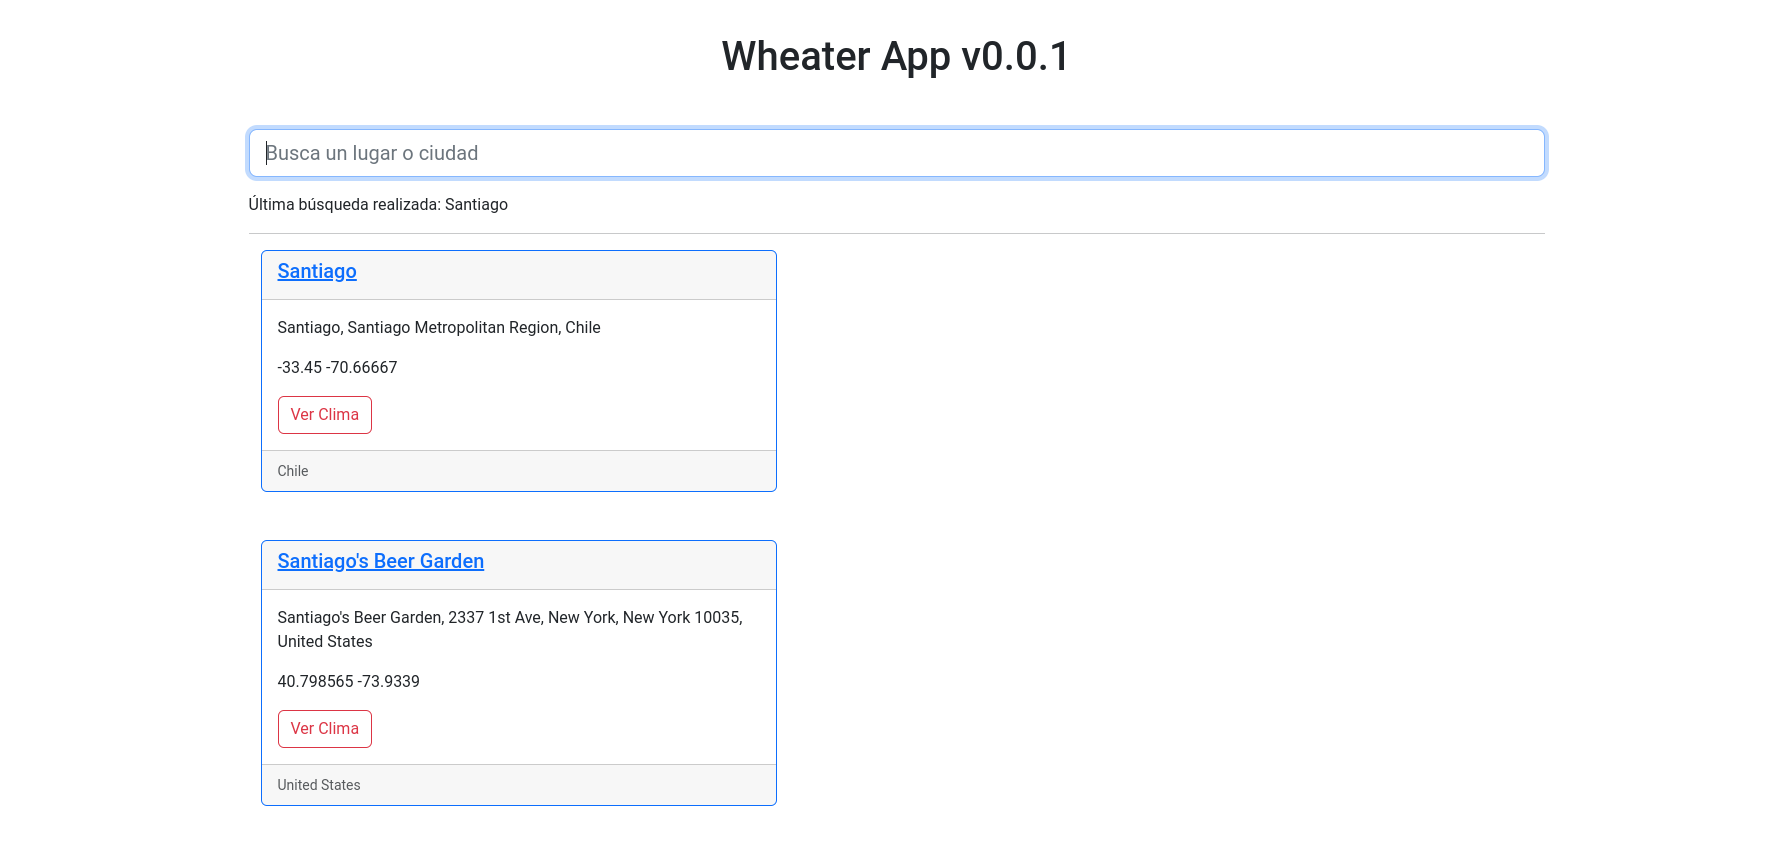 Wheater App v0.0.1
Busca un lugar o ciudad
Última búsqueda realizada: Santiago
Santiago
Santiago, Santiago Metropolitan Region, Chile
-33.45 -70.66667
Ver Clima
Chile
Santiago's Beer Garden
Santiago's Beer Garden, 2337 1st Ave, New York, New York 10035,
United States
40.798565 -73.9339
Ver Clima
United States